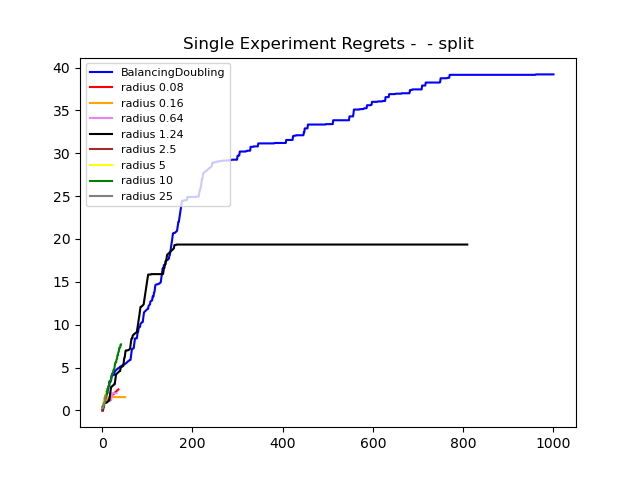 Single Experiment Regrets -  - split
40
35
30
25
20
15
10
5
0
BalancingDoubling
radius 0.08
radius 0.16
radius 0.64
radius 1.24
radius 2.5
radius 5
radius 10
radius 25
0 200 400 600 800 1000